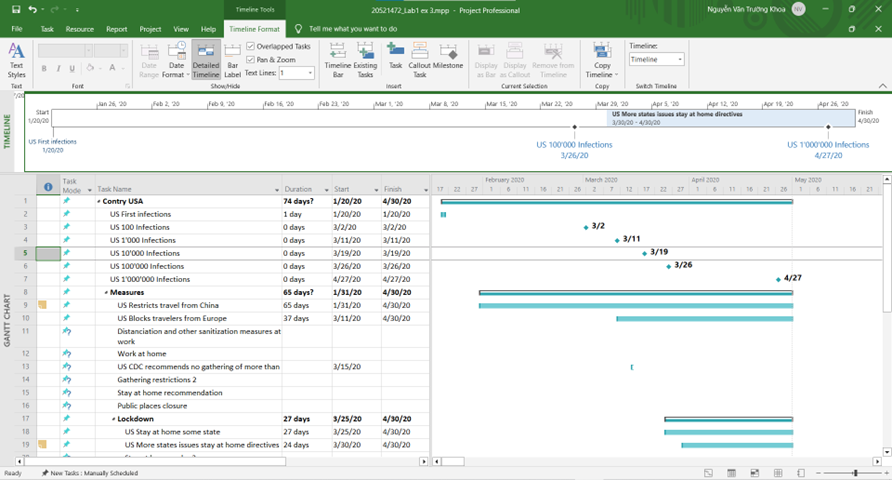 Timeline Tools
20521472_Lab1 ex 3.mpp - Project Professional
Nguyễn Văn Trường Khoa NV
File Task Resource Report Project View Help Timeline Format Tell me what you want to do
Text Styles
Date Range
Date Format
Detailed Timeline
Bar Label
Overlapped Tasks
Pan & Zoom
Text Lines: 1
Timeline Bar
Existing Tasks
Task
Callout Task
Milestone
Display as Bar
Display as Callout
Remove from Timeline
Copy Timeline
Timeline:
Timeline
Text Font Show/Hide Insert Current Selection Copy Switch Timeline
TIMELINE
Jan 26, '20 Feb 2, '20 Feb 9, '20 Feb 16, '20 Feb 23, '20 Mar 1, '20 Mar 8, '20 Mar 15, '20 Mar 22, '20 Mar 29, '20 Apr 5, '20 Apr 12, '20 Apr 19, '20 Apr 26, '20
Start
1/20/20
US More states issues stay at home directives
3/30/20 - 4/30/20
Finish
4/30/20
US First infections
1/20/20
US 100'000 Infections
3/26/20
US 1'000'000 Infections
4/27/20
GANTT CHART
Task Mode Task Name Duration Start Finish
February 2020 March 2020 April 2020 May 2020
17 22 27 1 6 11 16 21 26 2 7 12 17 22 27 1 6 11 16 21 26 1 6 11 16 21
1 Contry USA 74 days? 1/20/20 4/30/20
2 US First infections 1 day 1/20/20 1/20/20
3 US 100 Infections 0 days 3/2/20 3/2/20 3/2
4 US 1'000 Infections 0 days 3/11/20 3/11/20 3/11
5 US 10'000 Infections 0 days 3/19/20 3/19/20 3/19
6 US 100'000 Infections 0 days 3/26/20 3/26/20 3/26
7 US 1'000'000 Infections 0 days 4/27/20 4/27/20 4/27
8 Measures 65 days? 1/31/20 4/30/20
9 US Restricts travel from China 65 days 1/31/20 4/30/20
10 US Blocks travelers from Europe 37 days 3/11/20 4/30/20
11 Distanciation and other sanitization measures at work
12 Work at home
13 US CDC recommends no gathering of more than 3/15/20
14 Gathering restrictions 2
15 Stay at home recommendation
16 Public places closure
17 Lockdown 27 days 3/25/20 4/30/20
18 US Stay at home some state 27 days 3/25/20 4/30/20
19 US More states issues stay at home directives 24 days 3/30/20 4/30/20
Ready New Tasks : Manually Scheduled